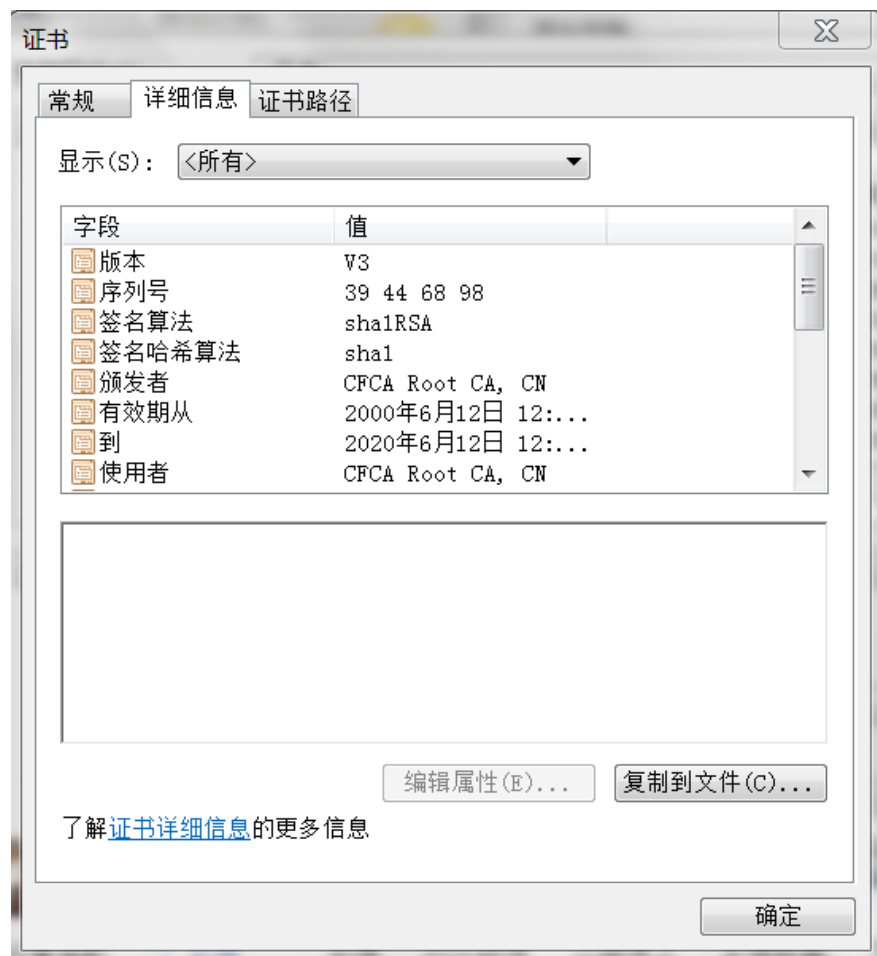 证书
常规 详细信息 证书路径
显示(S): <所有>
字段 值
版本 V3
序列号 39 44 68 98
签名算法 sha1RSA
签名哈希算法 sha1
颁发者 CFCA Root CA, CN
有效期从 2000年6月12日 12:...
到 2020年6月12日 12:...
使用者 CFCA Root CA, CN
编辑属性(E)... 复制到文件(C)...
了解证书详细信息的更多信息
确定